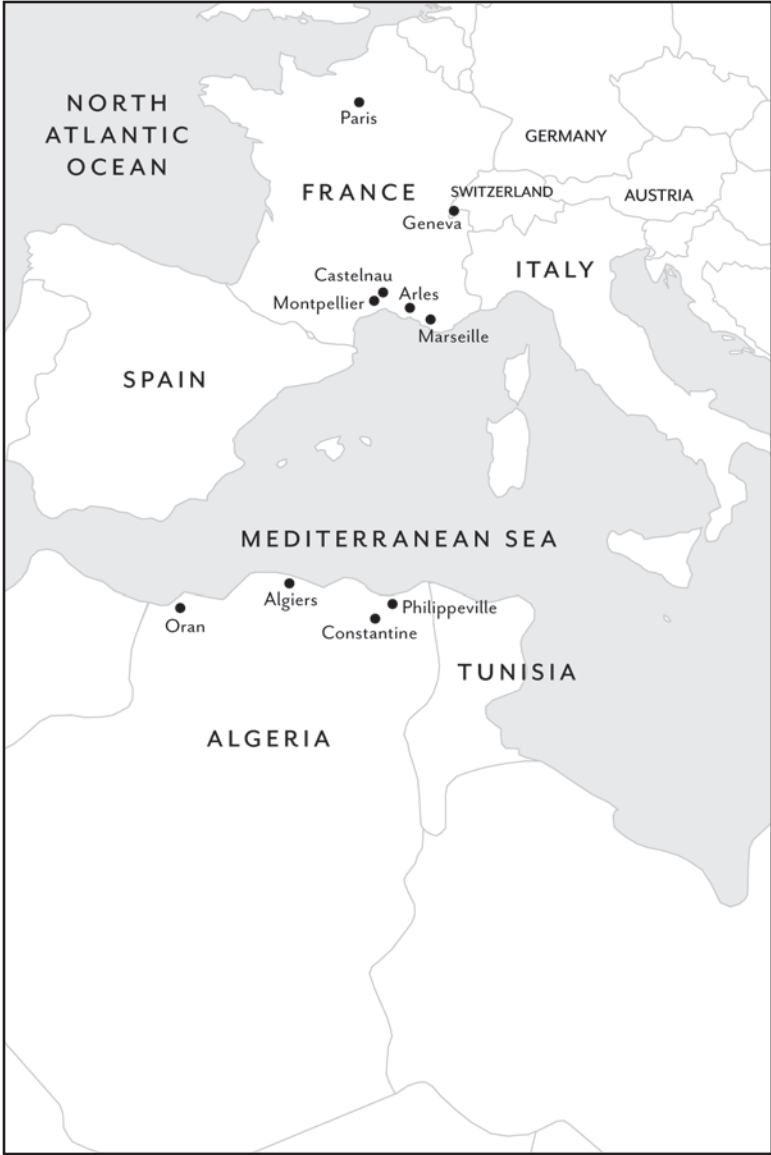 NORTH
ATLANTIC
OCEAN
Paris
GERMANY
FRANCE
SWITZERLAND
AUSTRIA
Geneva
ITALY
Castelnau
Arles
Montpellier
Marseille
SPAIN
MEDITERRANEAN SEA
Algiers
Philippeville
Oran
Constantine
TUNISIA
ALGERIA